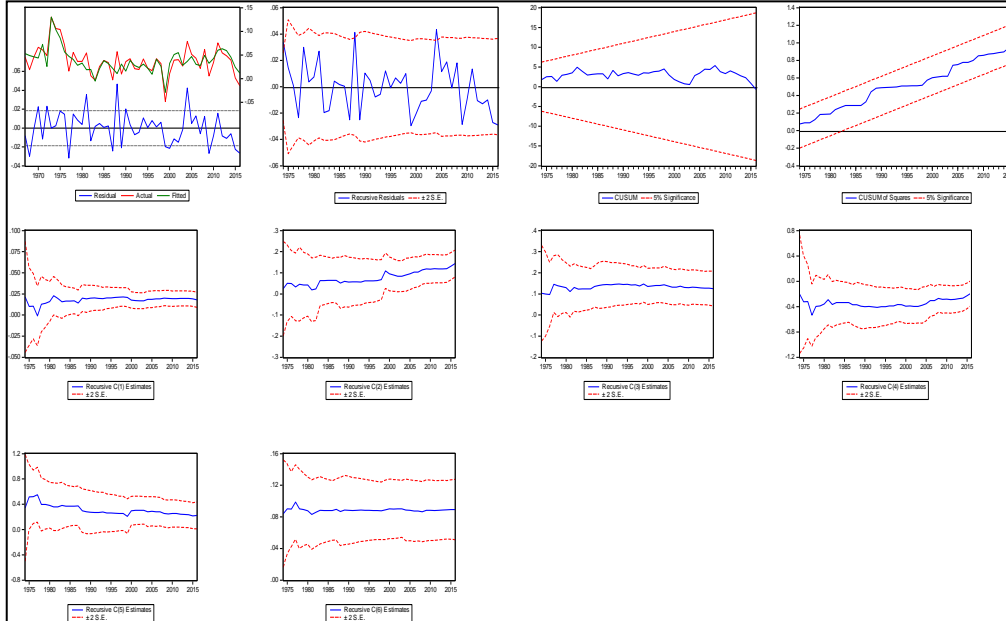 .15
.10
.05
.00
-.05
.06
.03
.00
-.02
-.04
1970 1975 1980 1985 1990 1995 2000 2005 2010 2015
Residual Actual Fitted
.06
.04
.02
.00
-.02
-.04
-.06
1975 1980 1985 1990 1995 2000 2005 2010 2015
Recursive Residuals ± 2 S.E.
20
15
10
5
0
-5
-10
-15
-20
1975 1980 1985 1990 1995 2000 2005 2010 2015
CUSUM 5% Significance
1.4
1.2
1.0
0.8
0.6
0.4
0.2
0.0
-0.2
-0.4
1975 1980 1985 1990 1995 2000 2005 2010
CUSUM of Squares 5% Significance
.100
.075
.050
.025
.000
-.025
-.050
1975 1980 1985 1990 1995 2000 2005 2010 2015
Recursive C(1) Estimates
± 2 S.E.
.3
.2
.1
.0
-.1
-.2
-.3
1975 1980 1985 1990 1995 2000 2005 2010 2015
Recursive C(2) Estimates
± 2 S.E.
.4
.3
.2
.1
.0
-.1
-.2
1975 1980 1985 1990 1995 2000 2005 2010 2015
Recursive C(3) Estimates
± 2 S.E.
0.8
0.4
0.0
-0.4
-0.8
-1.2
1975 1980 1985 1990 1995 2000 2005 2010 2015
Recursive C(4) Estimates
± 2 S.E.
1.2
0.8
0.4
0.0
-0.4
-0.8
1975 1980 1985 1990 1995 2000 2005 2010 2015
Recursive C(5) Estimates
± 2 S.E.
.16
.12
.08
.04
.00
1975 1980 1985 1990 1995 2000 2005 2010 2015
Recursive C(6) Estimates
± 2 S.E.